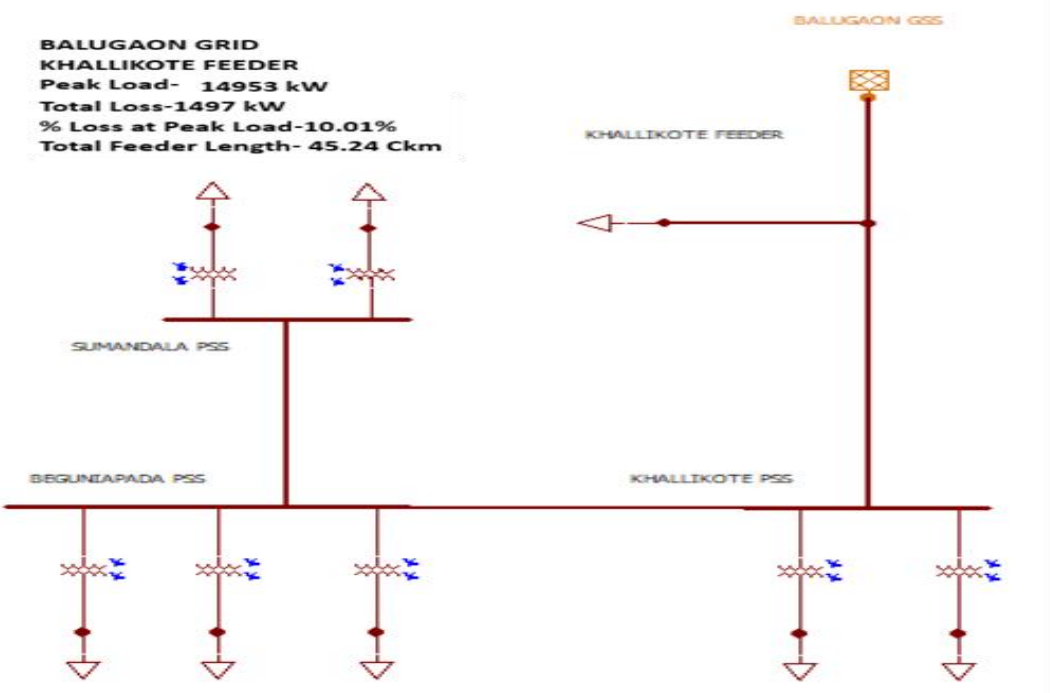 BALUGAON GSS
BALUGAON GRID
KHALLIKOTE FEEDER
Peak Load- 14953 kW
Total Loss-1497 kW
% Loss at Peak Load-10.01%
Total Feeder Length- 45.24 Ckm
KHALLIKOTE FEEDER
SUMANDALA PSS
BEGUNIAPADA PSS
KHALLIKOTE PSS